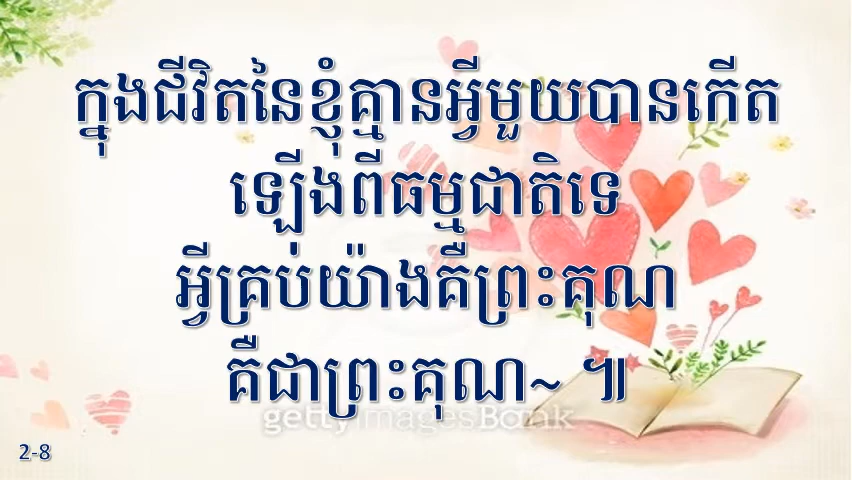 ក្នុងជីវិតនៃខ្ញុំគ្មានអ្វីមួយបានកើត
ឡើងពីធម្មជាតិទេ
អ្វីគ្រប់យ៉ាងគឺព្រះគុណ
គឺជាព្រះគុណ~ ៕
gettyimagesBank
2-8